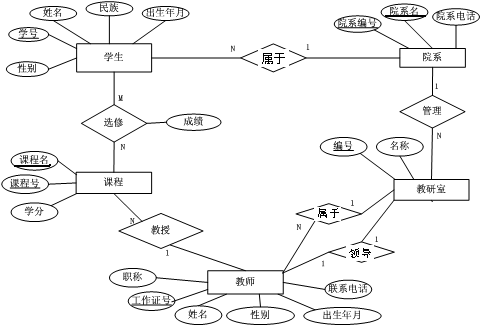 民族
姓名
出生年月
院系名
院系编号
院系电话
学号
性别
学生
N
属于
1
院系
M
1
选修
成绩
管理
N
N
编号
名称
课程名
课程号
课程
教研室
学分
N
教授
1
属于
N
1
领导
1
1
职称
工作证号
教师
联系电话
姓名
性别
出生年月